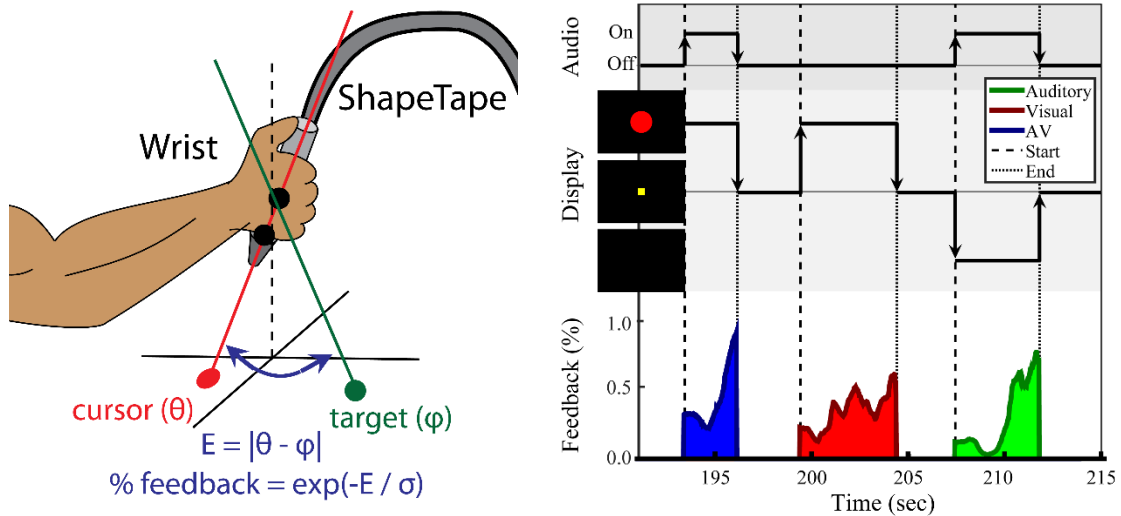 ShapeTape
Wrist
cursor (θ)
target (φ)
E = |θ - φ|
% feedback = exp(-E / σ)
Audio
On
Off
Auditory
Visual
AV
Start
End
Display
Feedback (%)
1.0
0.5
0.0
195
200
205
210
215
Time (sec)